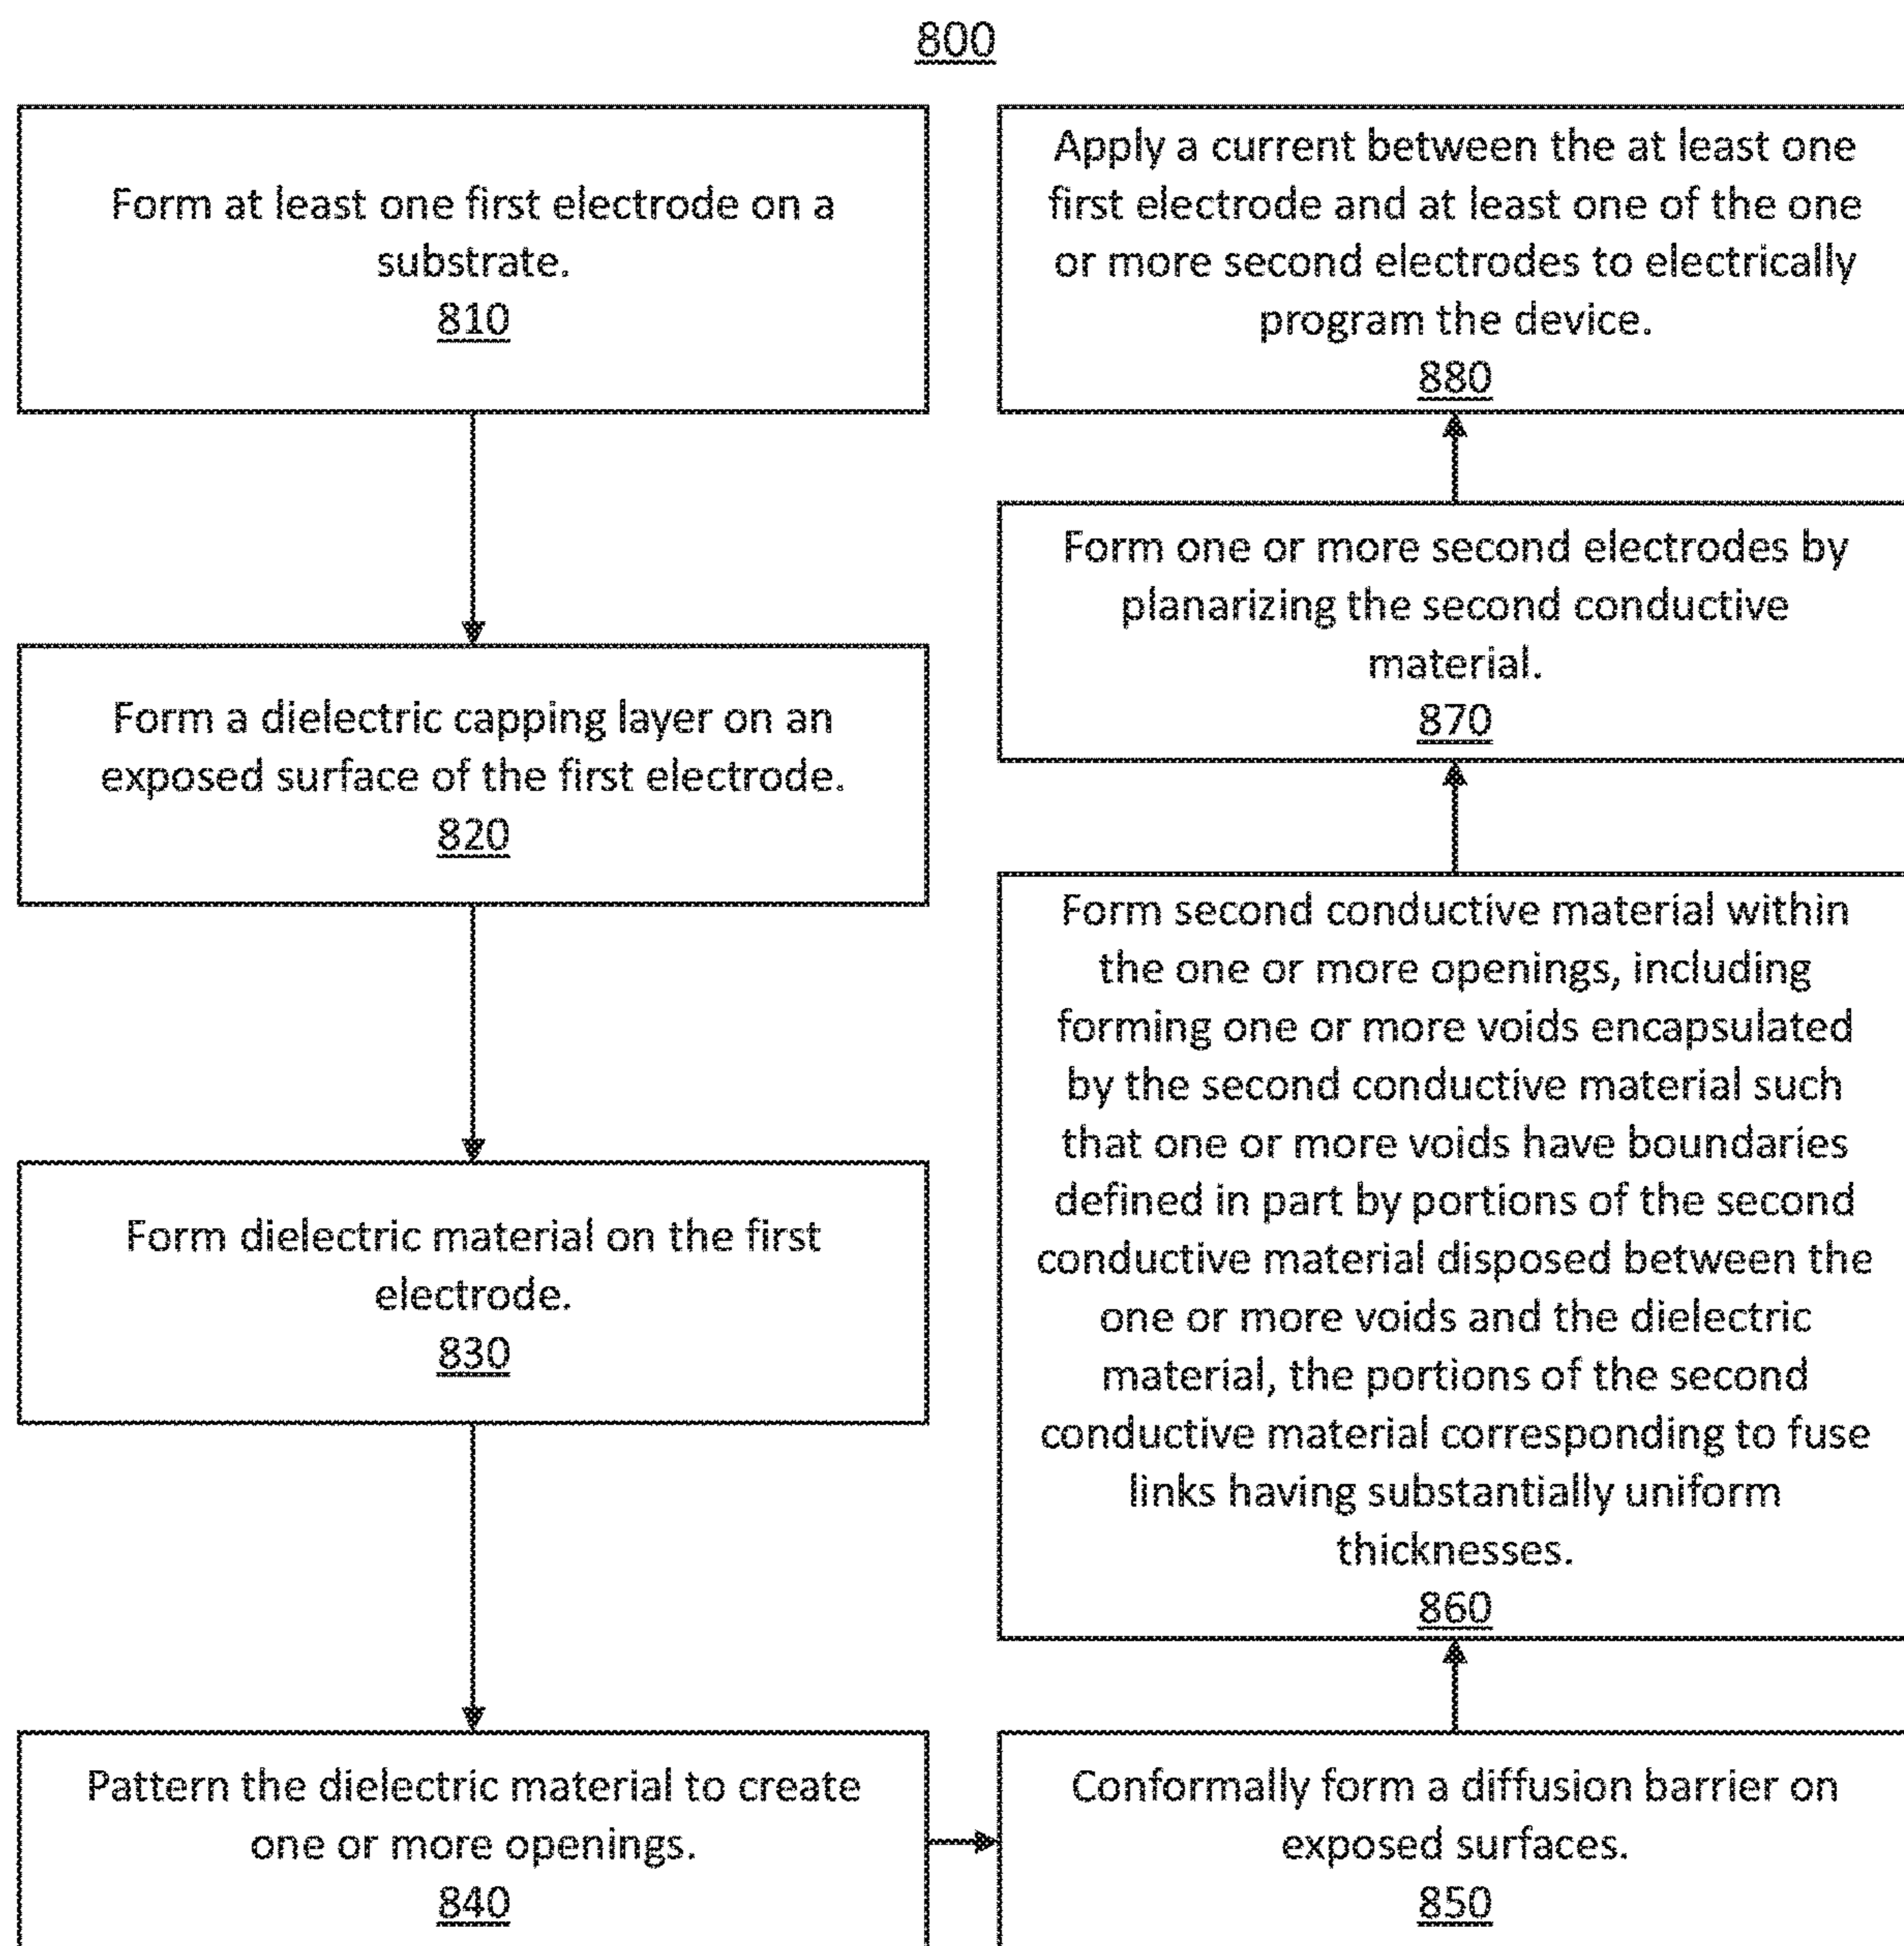 800
Form at least one first electrode on a
substrate.
810
Form a dielectric capping layer on an
exposed surface of the first electrode.
820
Form dielectric material on the first
electrode.
830
Pattern the dielectric material to create
one or more openings.
840
Conformally form a diffusion barrier on
exposed surfaces.
850
Form second conductive material within
the one or more openings, including
forming one or more voids encapsulated
by the second conductive material such
that one or more voids have boundaries
defined in part by portions of the second
conductive material disposed between the
one or more voids and the dielectric
material, the portions of the second
conductive material corresponding to fuse
links having substantially uniform
thicknesses.
860
Form one or more second electrodes by
planarizing the second conductive
material.
870
Apply a current between the at least one
first electrode and at least one of the one
or more second electrodes to electrically
program the device.
880